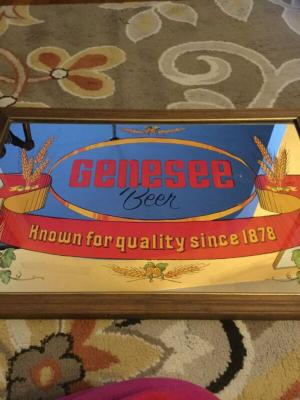 Genesee
Beer
Known for quality since 1878